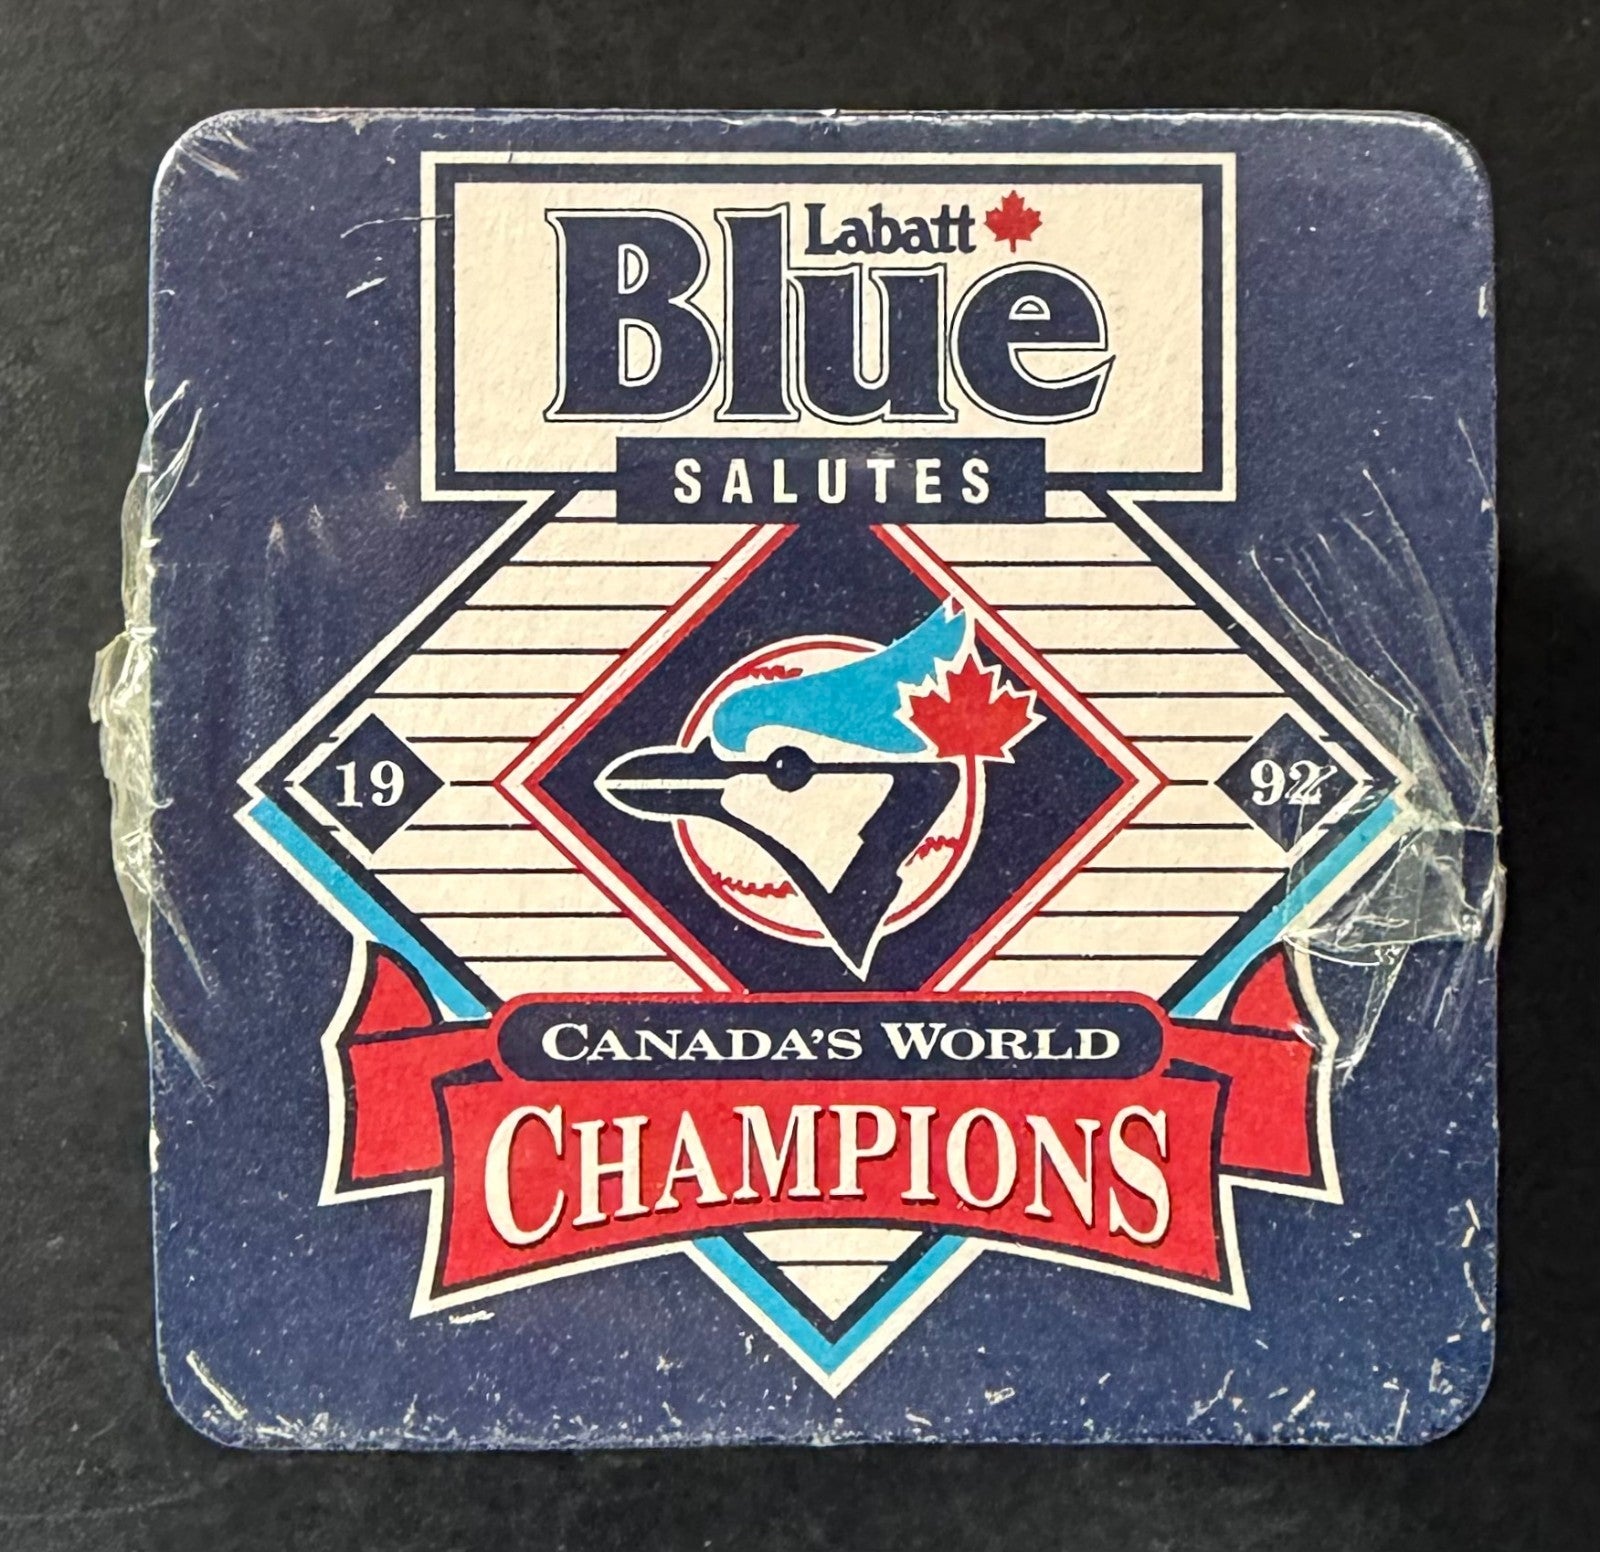 Labatt
Blue
SALUTES
19 92
CANADA'S WORLD
CHAMPIONS